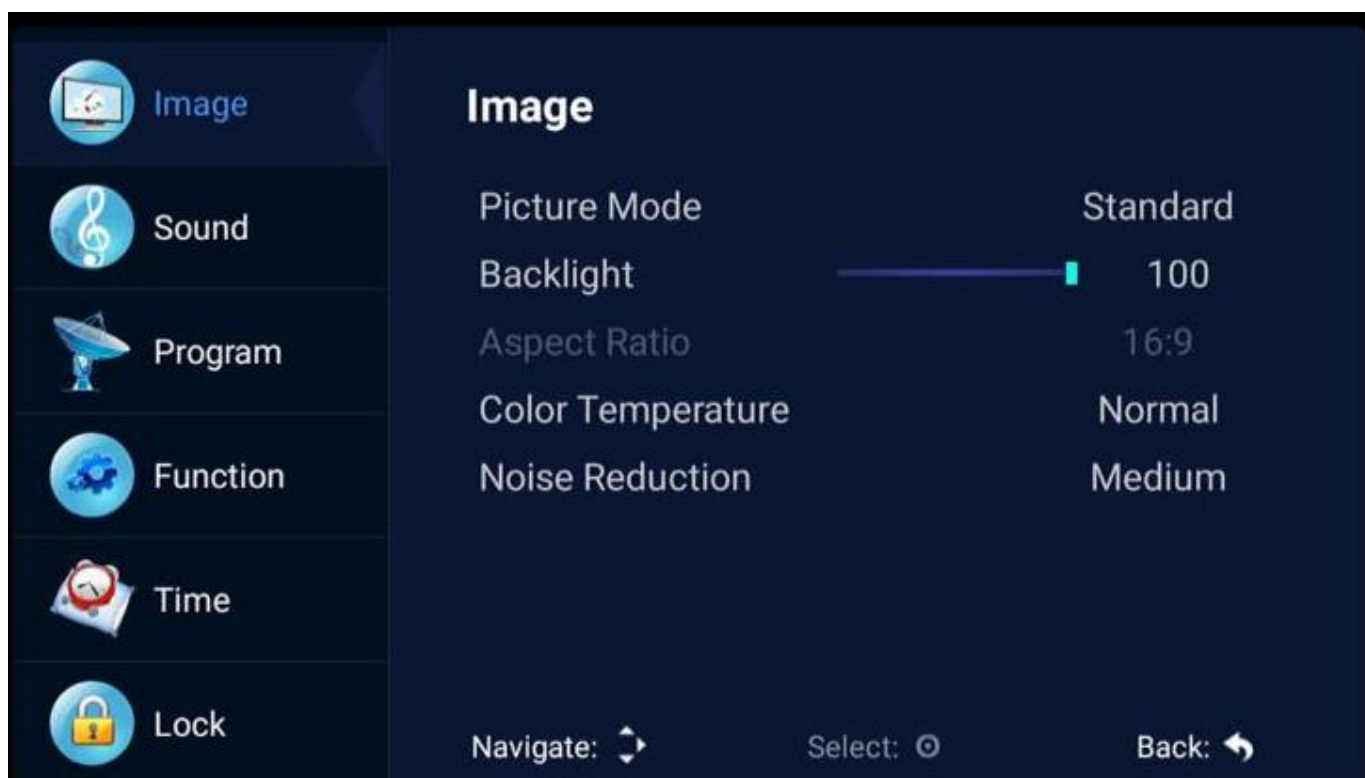 Image
Sound
Program
Function
Time
Lock
Image
Picture Mode Standard
Backlight 100
Aspect Ratio 16:9
Color Temperature Normal
Noise Reduction Medium
Navigate: Select: Back: